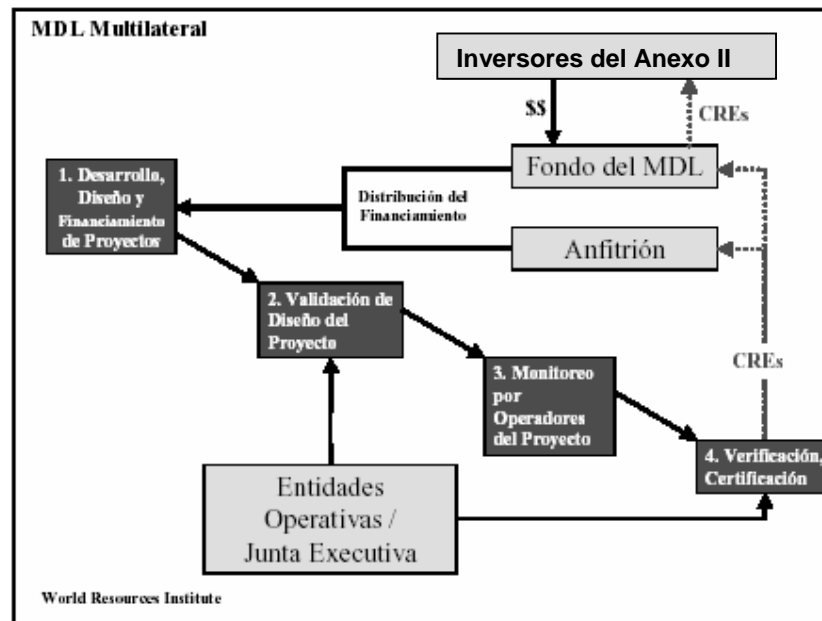 MDL Multilateral
Inversores del Anexo II
$$
CREs
Fondo del MDL
1. Desarrollo,
Diseño y
Financiamiento
de Proyectos
Distribución del
Financiamiento
Anfitrión
2. Validación de
Diseño del
Proyecto
3. Monitoreo
por
Operadores
del Proyecto
CREs
4. Verificación,
Certificación
Entidades
Operativas /
Junta Executiva
World Resources Institute